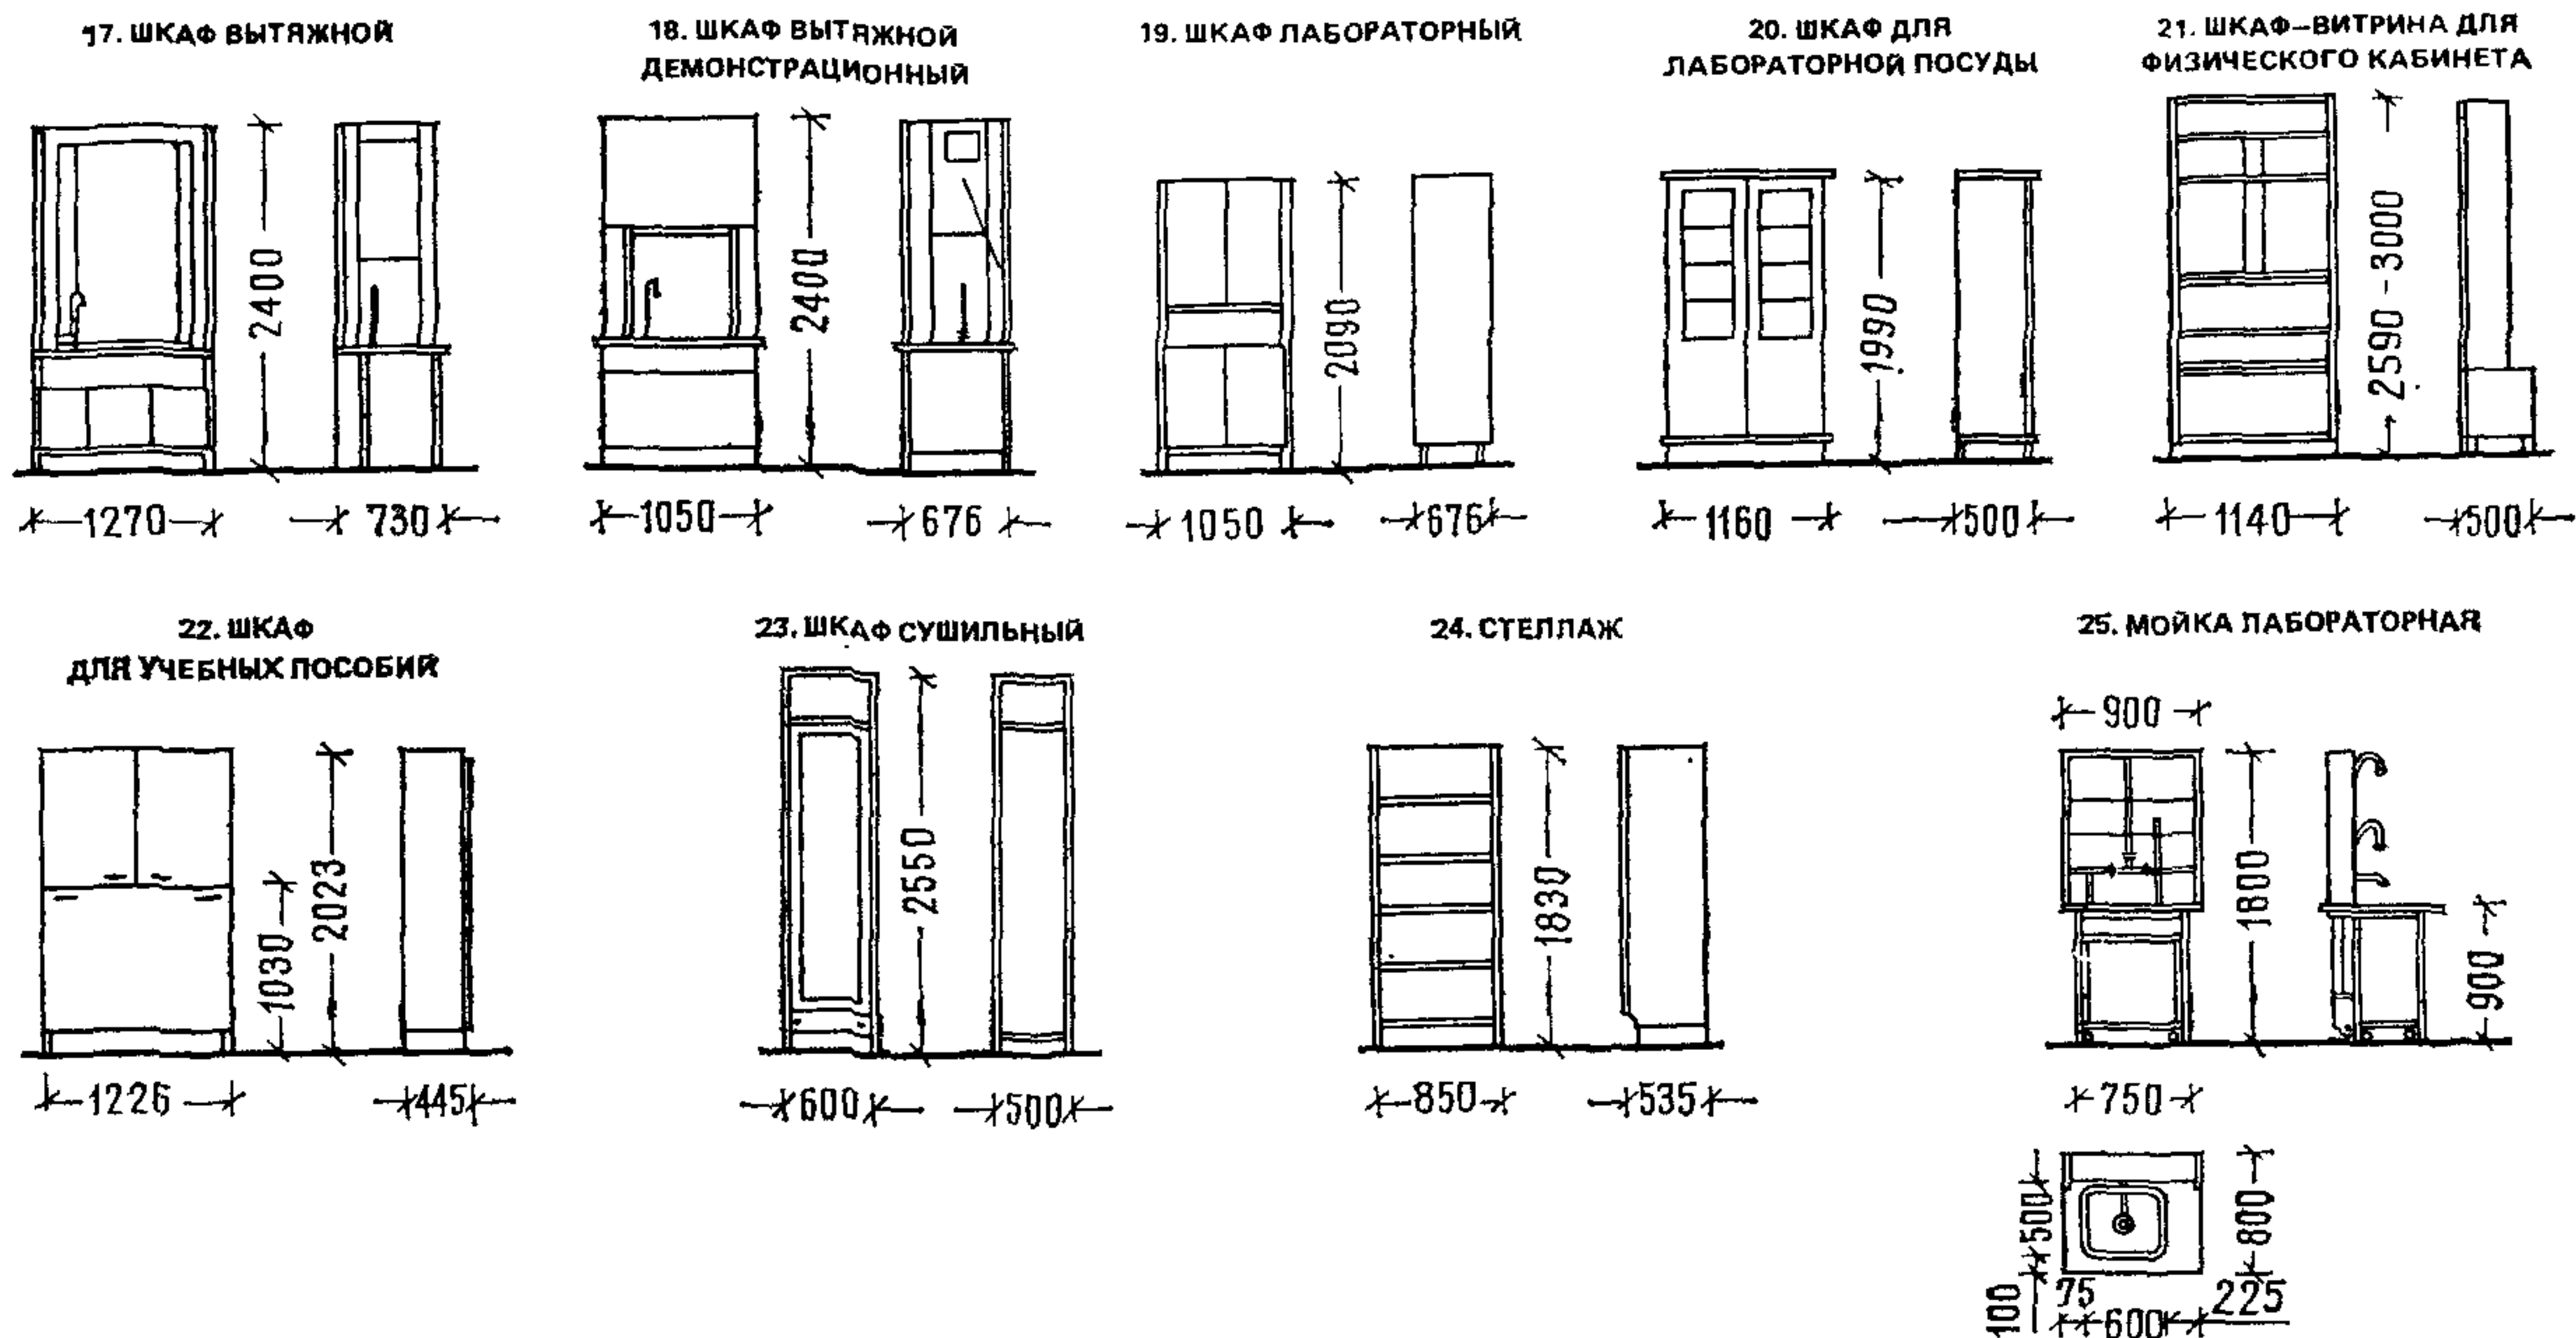 17. ШКАФ ВЫТЯЖНОЙ
2400
1270
730
18. ШКАФ ВЫТЯЖНОЙ
ДЕМОНСТРАЦИОННЫЙ
2400
1050
676
19. ШКАФ ЛАБОРАТОРНЫЙ
2090
1050
676
20. ШКАФ ДЛЯ
ЛАБОРАТОРНОЙ ПОСУДЫ
1990
1160
500
21. ШКАФ-ВИТРИНА ДЛЯ
ФИЗИЧЕСКОГО КАБИНЕТА
2590 - 3000
1140
500
22. ШКАФ
ДЛЯ УЧЕБНЫХ ПОСОБИЙ
1030
2023
1226
445
23. ШКАФ СУШИЛЬНЫЙ
2550
600
500
24. СТЕЛЛАЖ
1830
850
535
25. МОЙКА ЛАБОРАТОРНАЯ
900
1800
900
750
500
800
100
75
600
225